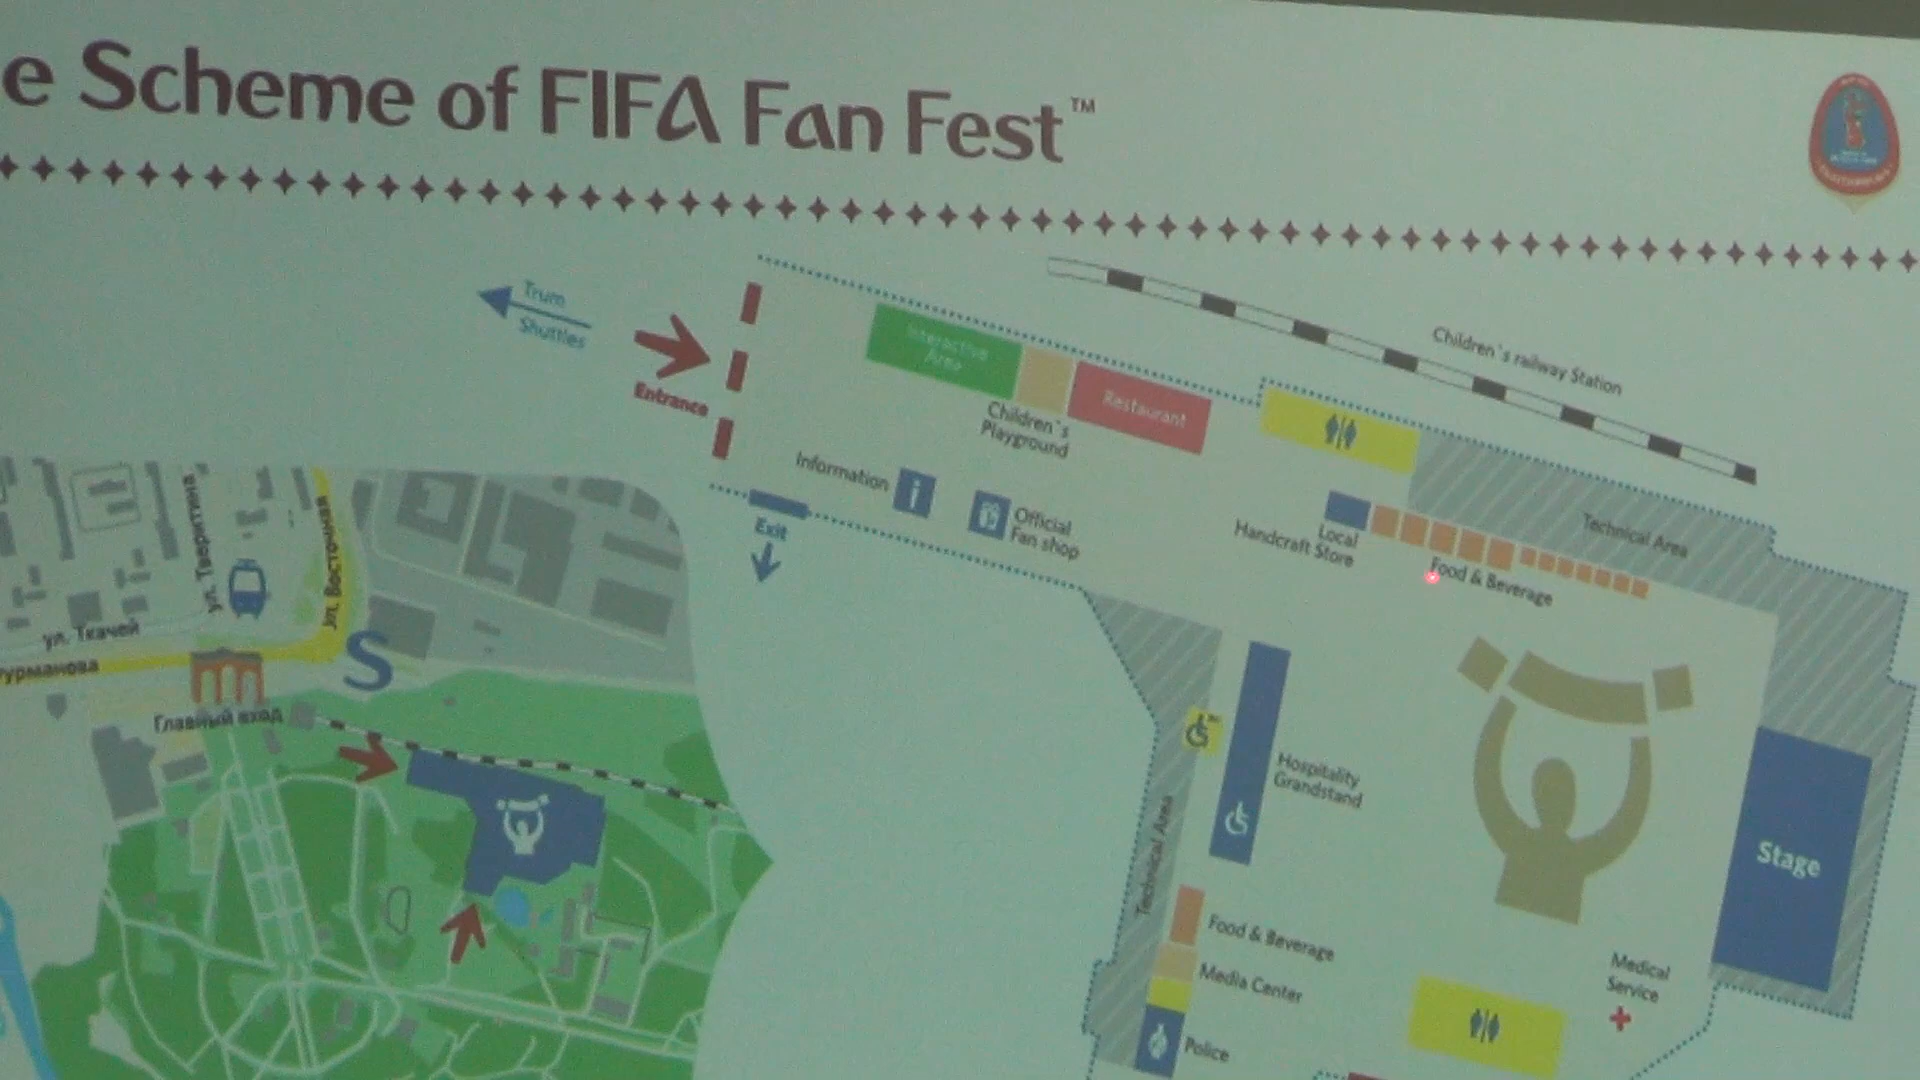 e Scheme of FIFA Fan Fest™
Tram
Shuttles
Entrance
Interactive
Area
Children`s
Playground
Restaurant
Children`s railway Station
Information
i
Official
Fan shop
Exit
Local
Handcraft Store
Food & Beverage
Technical Area
ул. Тверитина
ул. Восточная
ул. Ткачей
урманова
S
Главный вход
Hospitality
Grandstand
Technical Area
Stage
Food & Beverage
Media Center
Police
Medical
Service